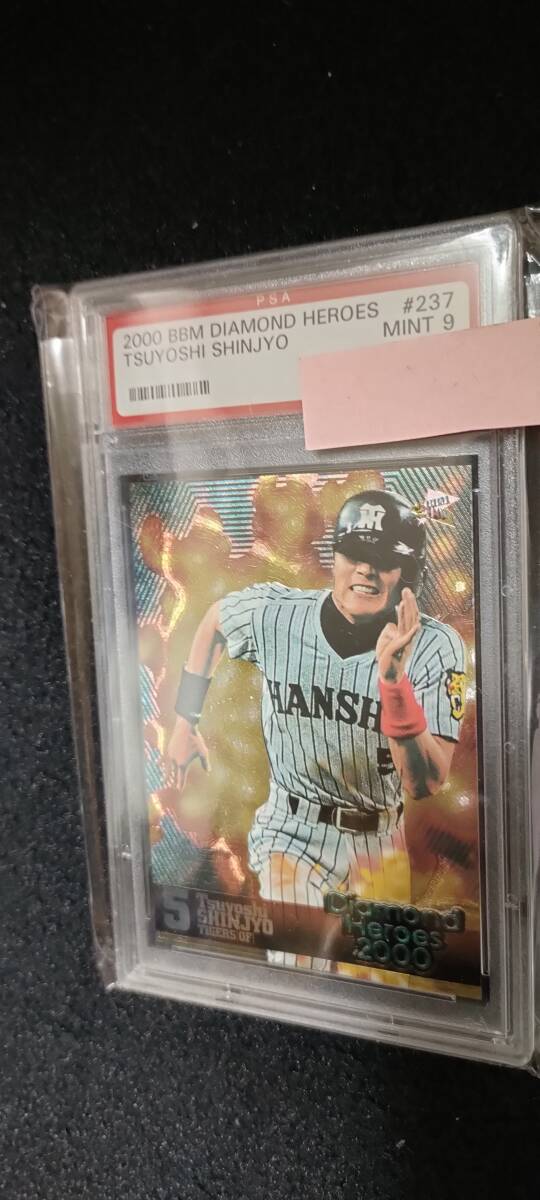 PSA
2000 BBM DIAMOND HEROES #237
TSUYOSHI SHINJYO MINT 9
HANSH
5
5 Tsuyoshi
SHINJYO
TIGERS OF
Diamond
Heroes
2000